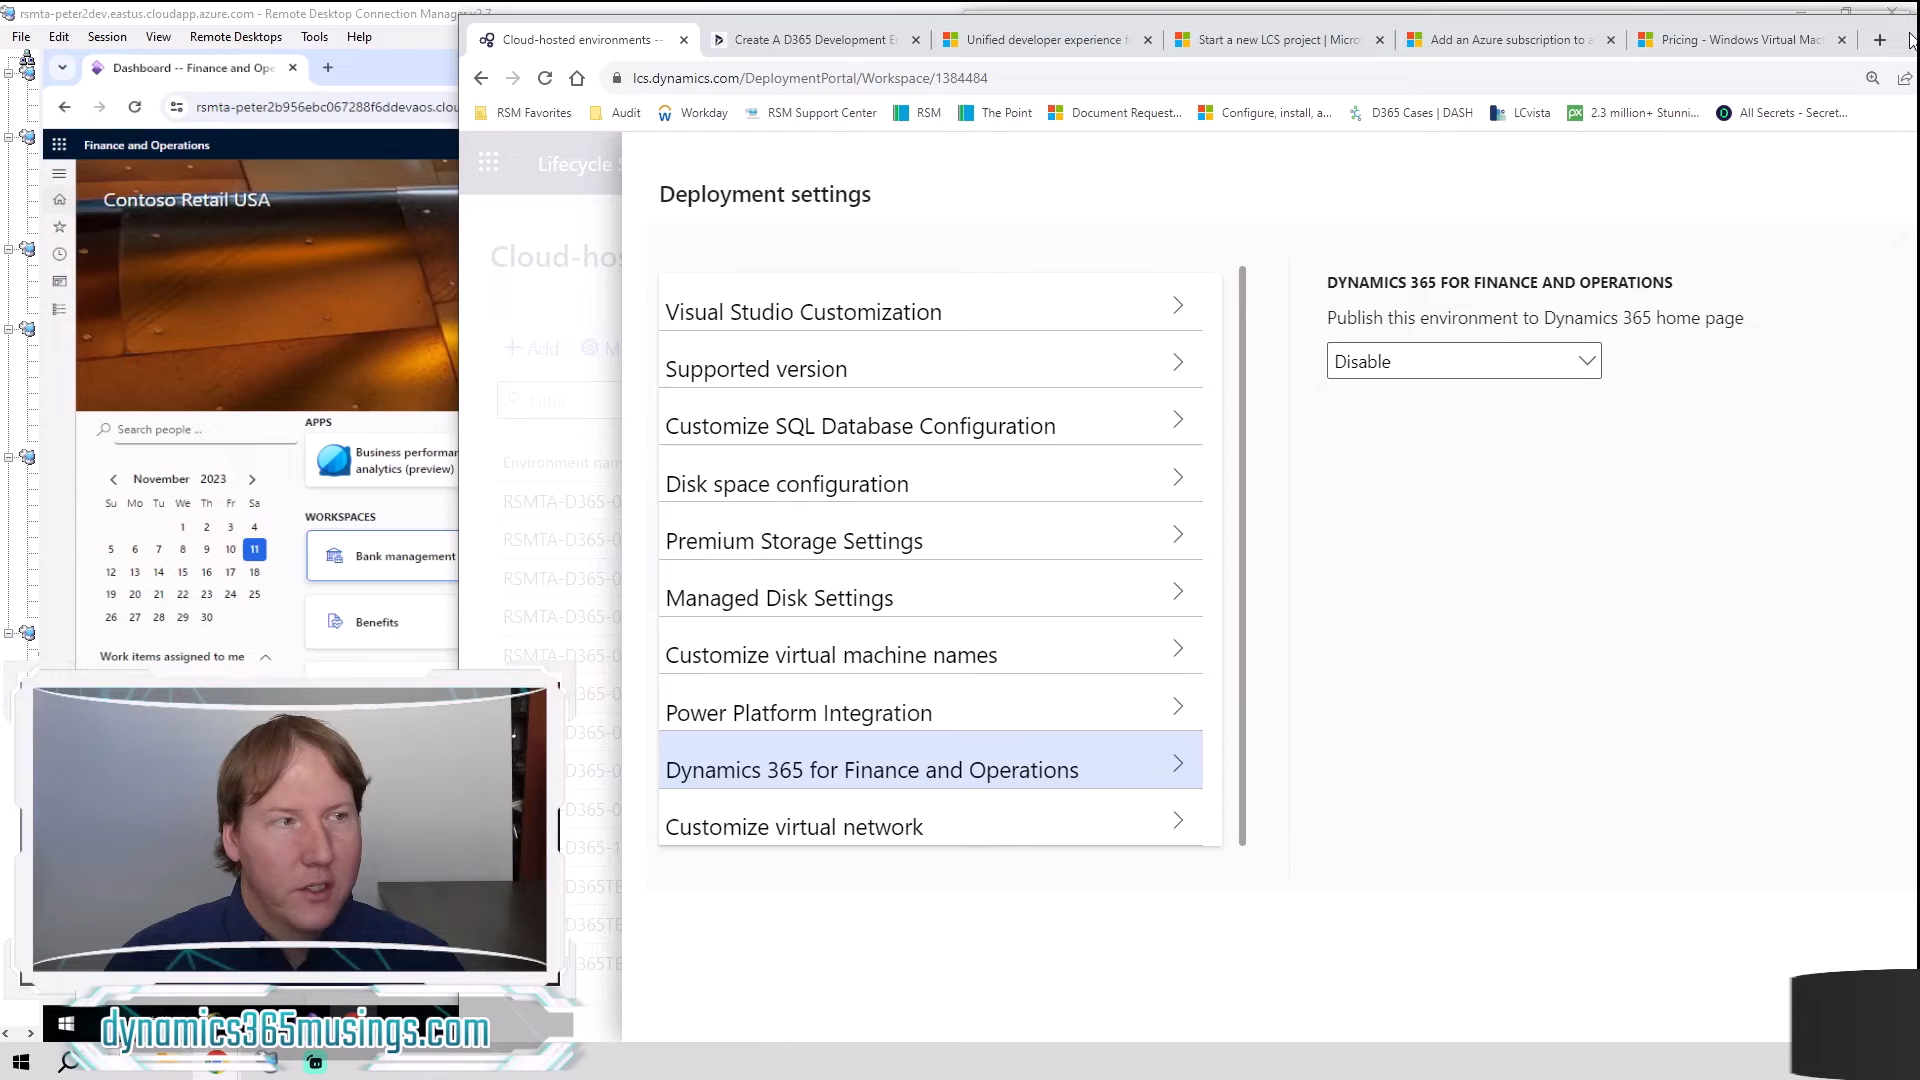 rsmta-peter2dev.eastus.cloudapp.azure.com - Remote Desktop Connection Manager v2.7
File Edit Session View Remote Desktops Tools Help
Dashboard -- Finance and Ope
rsmta-peter2b956ebc067288f6ddevaos.clou
Finance and Operations
Contoso Retail USA
Search people ...
November 2023
Su Mo Tu We Th Fr Sa
1 2 3 4
5 6 7 8 9 10 11
12 13 14 15 16 17 18
19 20 21 22 23 24 25
26 27 28 29 30
Work items assigned to me
APPS
Business performan
analytics (preview)
WORKSPACES
Bank management
Benefits
Cloud-hosted environments --
Create A D365 Development E
Unified developer experience f
Start a new LCS project | Micro
Add an Azure subscription to a
Pricing - Windows Virtual Mac
lcs.dynamics.com/DeploymentPortal/Workspace/1384484
RSM Favorites Audit Workday RSM Support Center RSM The Point Document Request... Configure, install, a... D365 Cases | DASH LCvista 2.3 million+ Stunni... All Secrets - Secret...
Lifecycle S
Cloud-hos
Add M
Filter
Environment nam
RSMTA-D365-0
RSMTA-D365-0
RSMTA-D365-0
RSMTA-D365-0
RSMTA-D365-0
D365-0
D365-0
D365-0
D365-0
D365-1
D365TE
D365TE
365TE
Deployment settings
Visual Studio Customization
Supported version
Customize SQL Database Configuration
Disk space configuration
Premium Storage Settings
Managed Disk Settings
Customize virtual machine names
Power Platform Integration
Dynamics 365 for Finance and Operations
Customize virtual network
DYNAMICS 365 FOR FINANCE AND OPERATIONS
Publish this environment to Dynamics 365 home page
Disable
dynamics365musings.com